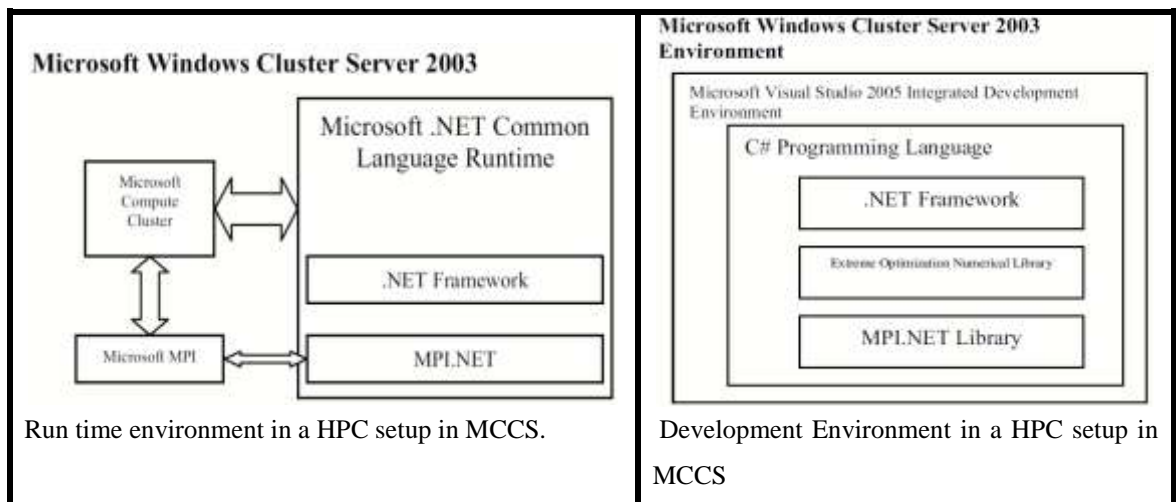 Microsoft Windows Cluster Server 2003
Microsoft .NET Common
Language Runtime
Microsoft
Compute
Cluster
.NET Framework
Microsoft MPI
MPI.NET
Run time environment in a HPC setup in MCCS.
Microsoft Windows Cluster Server 2003
Environment
Microsoft Visual Studio 2005 Integrated Development
Environment
C# Programming Language
.NET Framework
Extreme Optimization Numerical Library
MPI.NET Library
Development Environment in a HPC setup in
MCCS